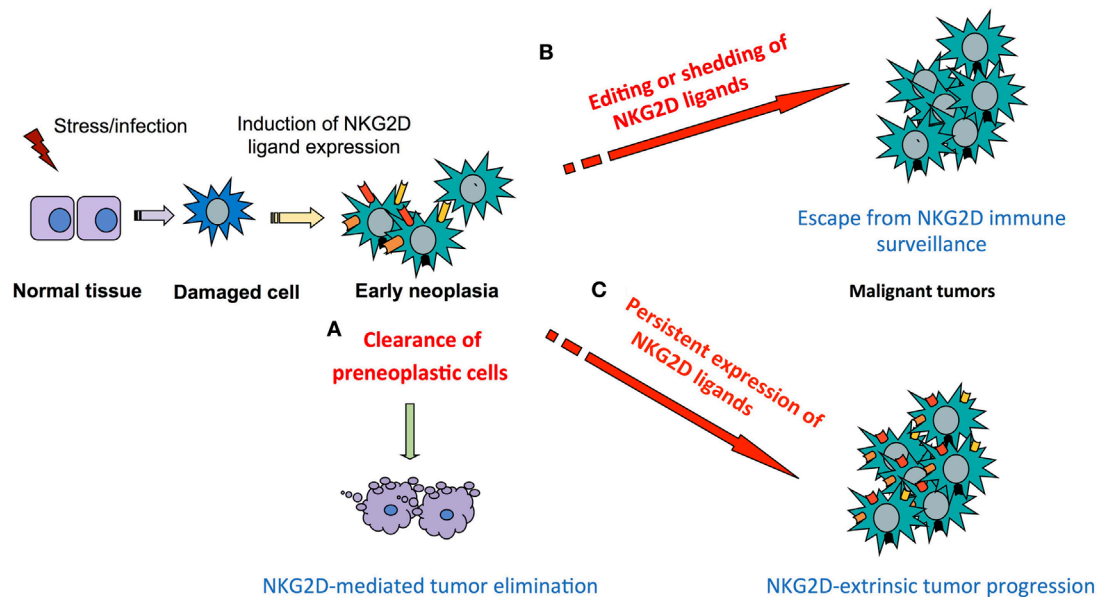 Stress/infection
Induction of NKG2D
ligand expression
Normal tissue
Damaged cell
Early neoplasia
A
Clearance of
preneoplastic cells
NKG2D-mediated tumor elimination
B
Editing or shedding of
NKG2D ligands
Escape from NKG2D immune
surveillance
Malignant tumors
C
Persistent expression of
NKG2D ligands
NKG2D-extrinsic tumor progression